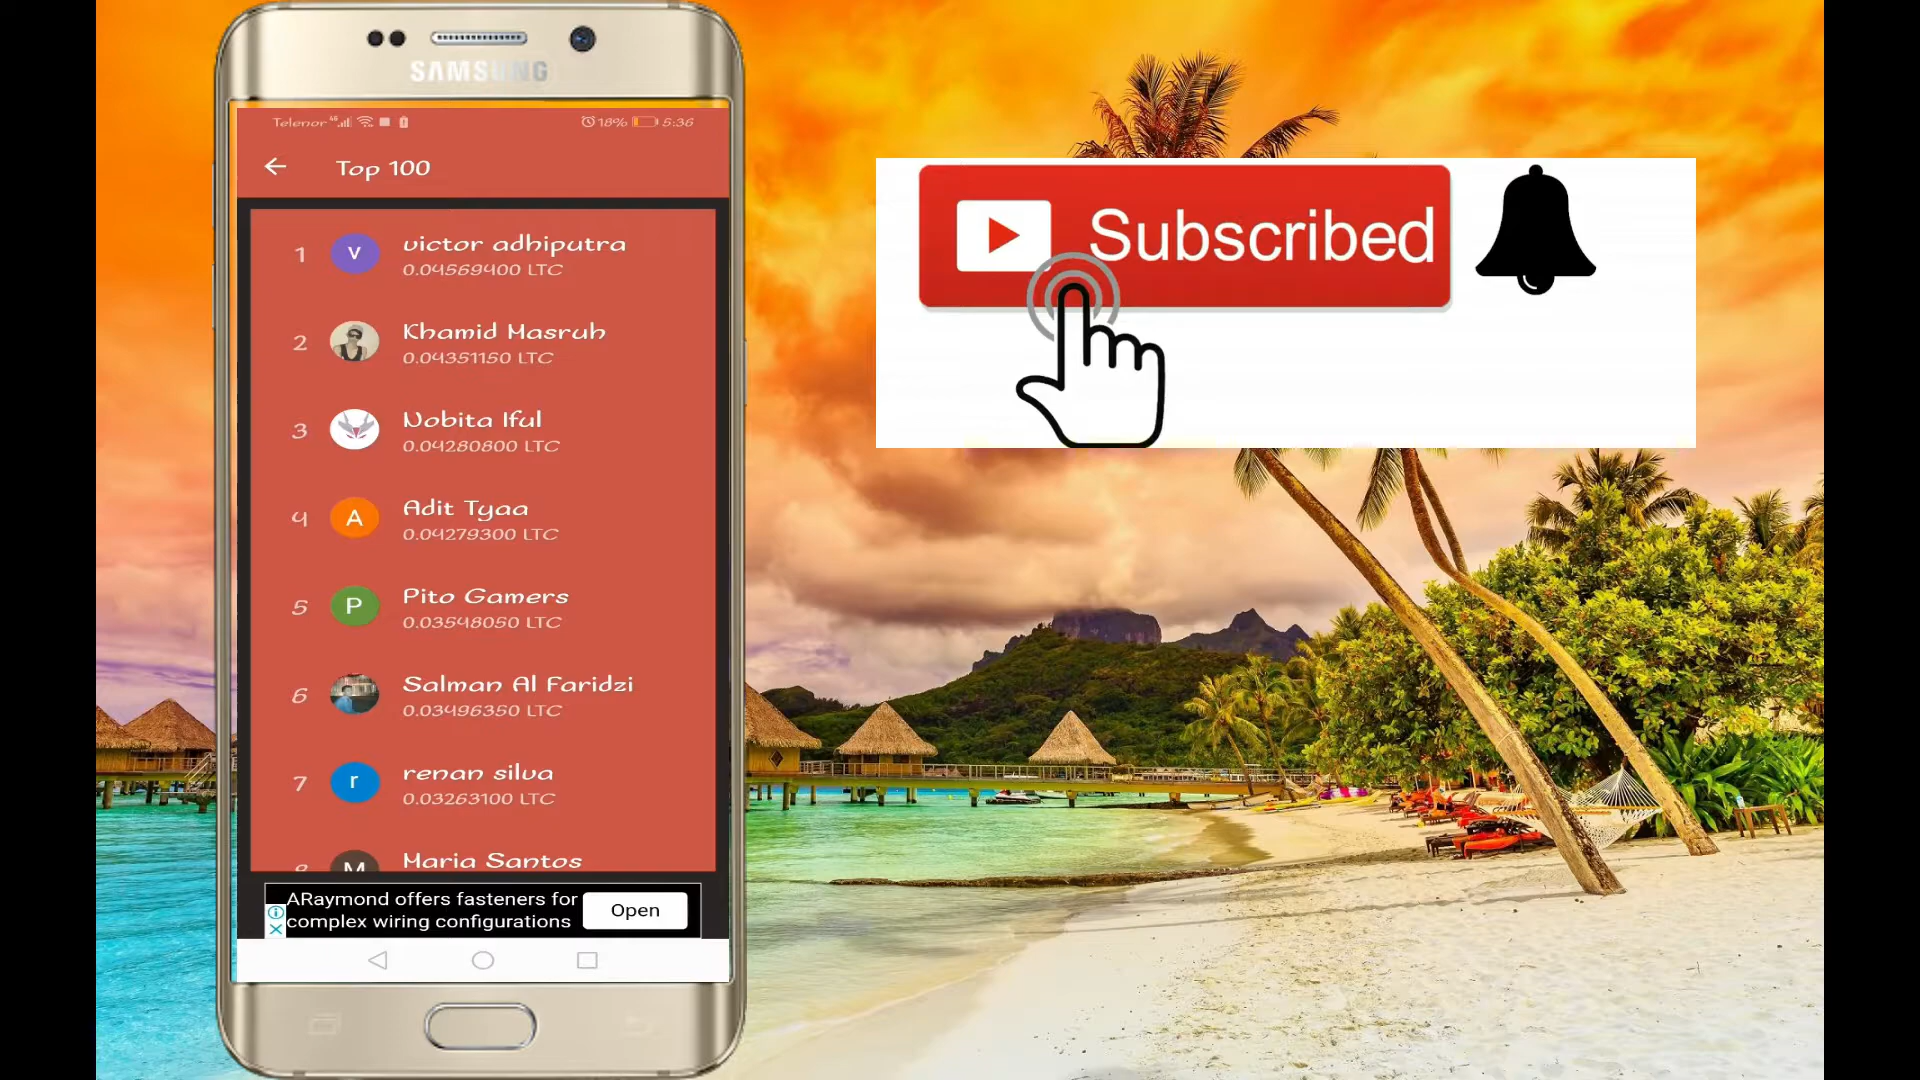 SAMSUNG
Telenor 4G 18% 5:36
Top 100
1 victor adhiputra
0.04569400 LTC
2 Khamid Masruh
0.04351150 LTC
3 Nobita Iful
0.04280800 LTC
4 A Adit Tyaa
0.04279300 LTC
5 P Pito Gamers
0.03548050 LTC
6 Salman Al Faridzi
0.03496350 LTC
7 r renan silva
0.03263100 LTC
8 M Maria Santos
ARaymond offers fasteners for
complex wiring configurations
Open
Subscribed